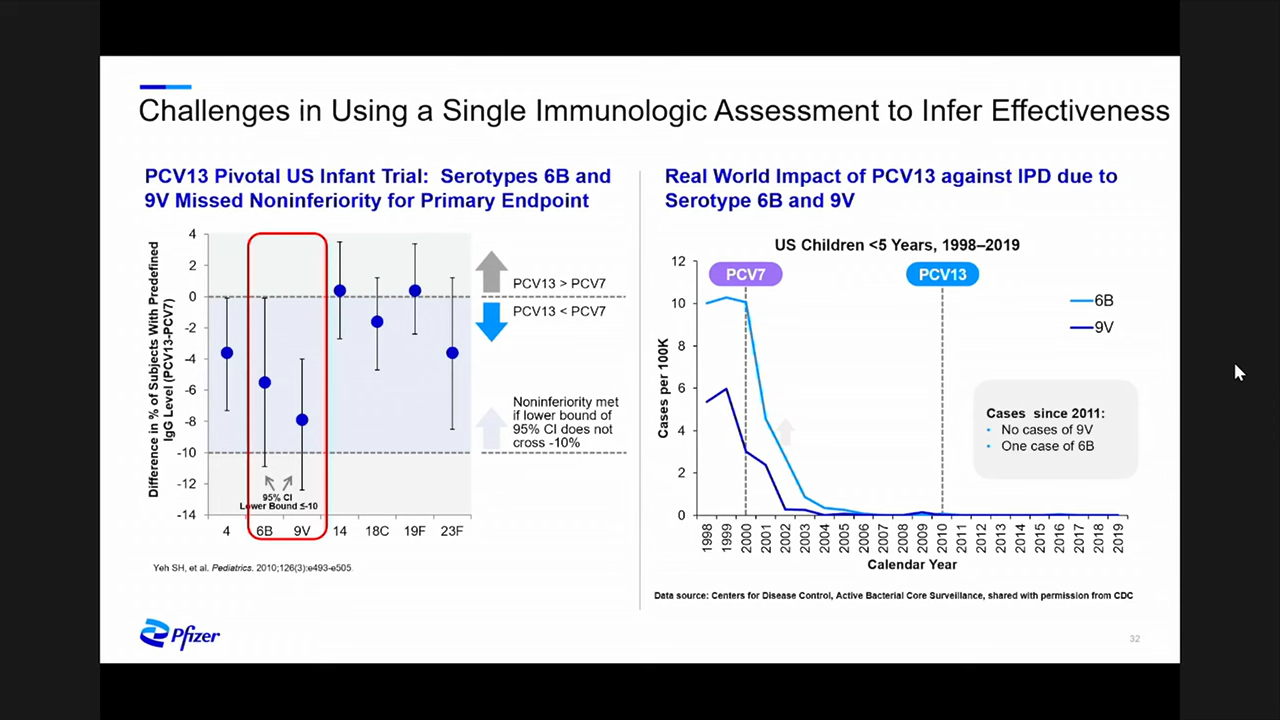 Challenges in Using a Single Immunologic Assessment to Infer Effectiveness
PCV13 Pivotal US Infant Trial: Serotypes 6B and
9V Missed Noninferiority for Primary Endpoint
Difference in % of Subjects With Predefined
IgG Level (PCV13-PCV7)
4
2
0
-2
-4
-6
-8
-10
-12
-14
PCV13 > PCV7
PCV13 < PCV7
Noninferiority met
if lower bound of
95% CI does not
cross -10%
95% CI
Lower Bound ≤-10
4 6B 9V 14 18C 19F 23F
Yeh SH, et al. Pediatrics. 2010;126(3):e493-e505.
Real World Impact of PCV13 against IPD due to
Serotype 6B and 9V
US Children <5 Years, 1998–2019
PCV7 PCV13
Cases per 100K
12
10
8
6
4
2
0
6B
9V
Cases since 2011:
• No cases of 9V
• One case of 6B
1998 1999 2000 2001 2002 2003 2004 2005 2006 2007 2008 2009 2010 2011 2012 2013 2014 2015 2016 2017 2018 2019
Calendar Year
Data source: Centers for Disease Control, Active Bacterial Core Surveillance, shared with permission from CDC
Pfizer
32